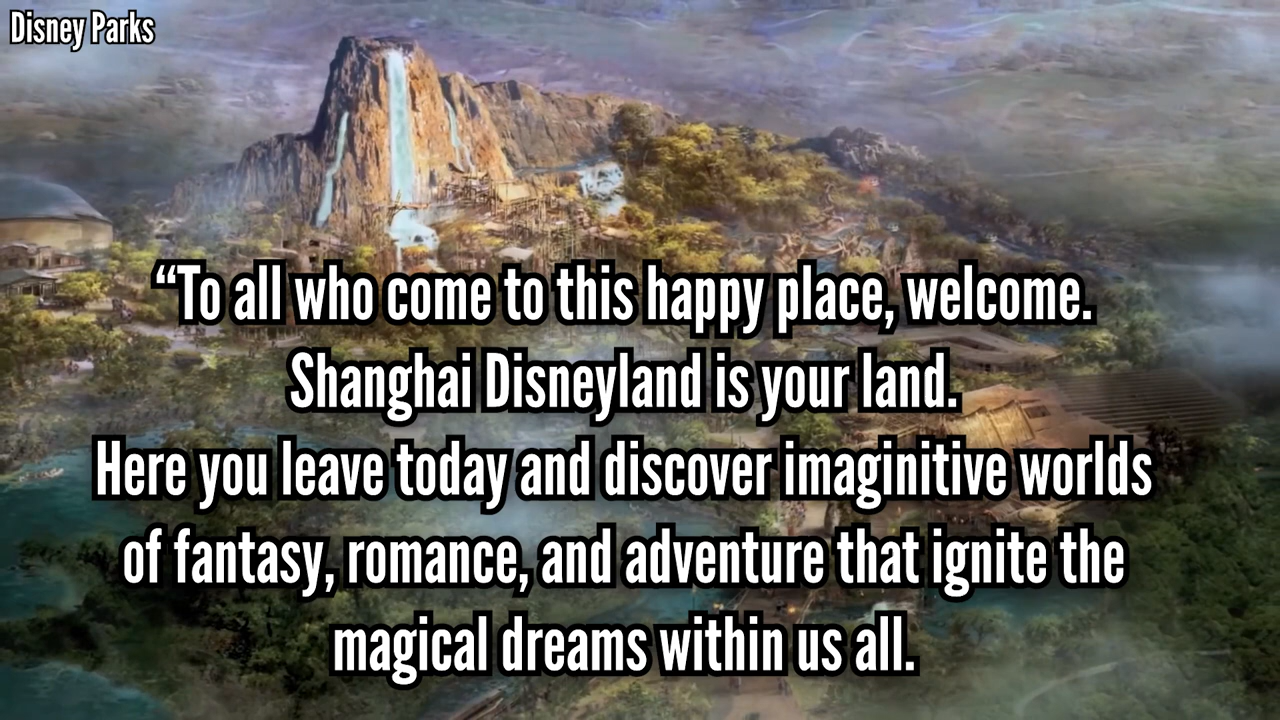 Disney Parks
“To all who come to this happy place, welcome.
Shanghai Disneyland is your land.
Here you leave today and discover imaginitive worlds
of fantasy, romance, and adventure that ignite the
magical dreams within us all.